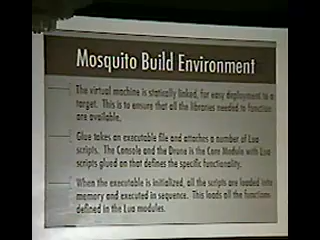 Mosquito Build Environment
The virtual machine is statically linked, for easy deployment to a
target. This is to ensure that all the libraries needed to function
are available.
Glue takes an executable file and attaches a number of Lua
scripts. The Console and the Drone is the Core Module with Lua
scripts glued on that defines the specific functionality.
When the executable is initialized, all the scripts are loaded into
memory and executed in sequence. This loads all the functions
defined in the Lua modules.